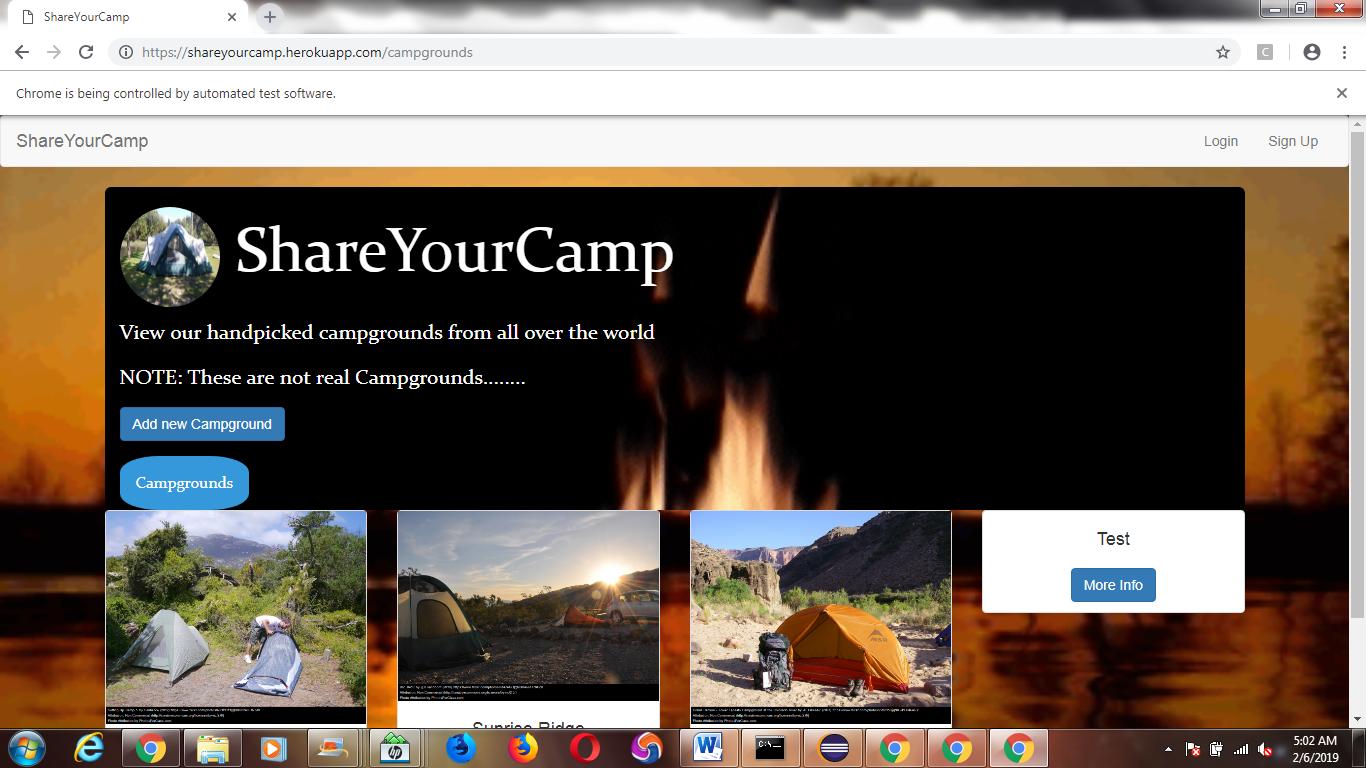 ShareYourCamp
https://shareyourcamp.herokuapp.com/campgrounds
C
Chrome is being controlled by automated test software.
ShareYourCamp
Login
Sign Up
ShareYourCamp
View our handpicked campgrounds from all over the world
NOTE: These are not real Campgrounds........
Add new Campground
Campgrounds
Test
More Info
Sunrise Ridge
hp
W
C:\
5:02 AM
2/6/2019